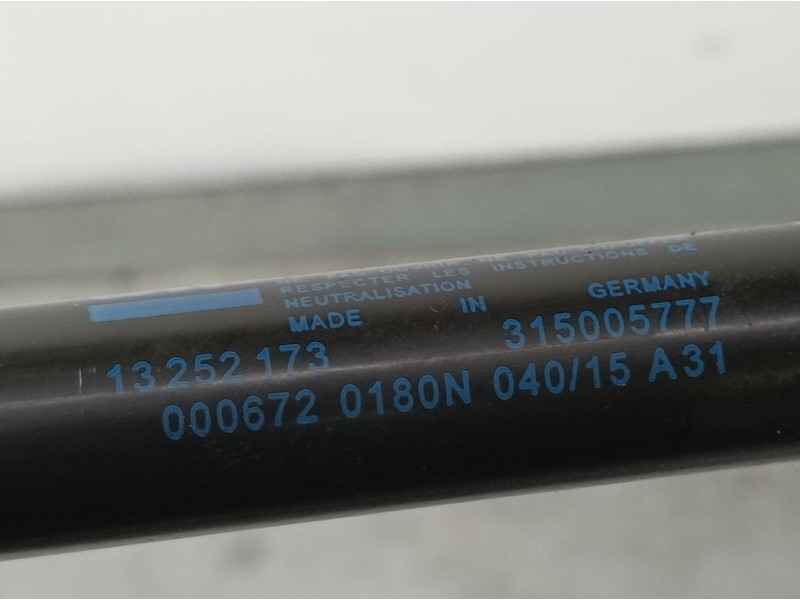 RESPECTER LES INSTRUCTIONS DE
NEUTRALISATION
MADE IN GERMANY
13 252 173 315005777
000672 0180N 040/15 A31